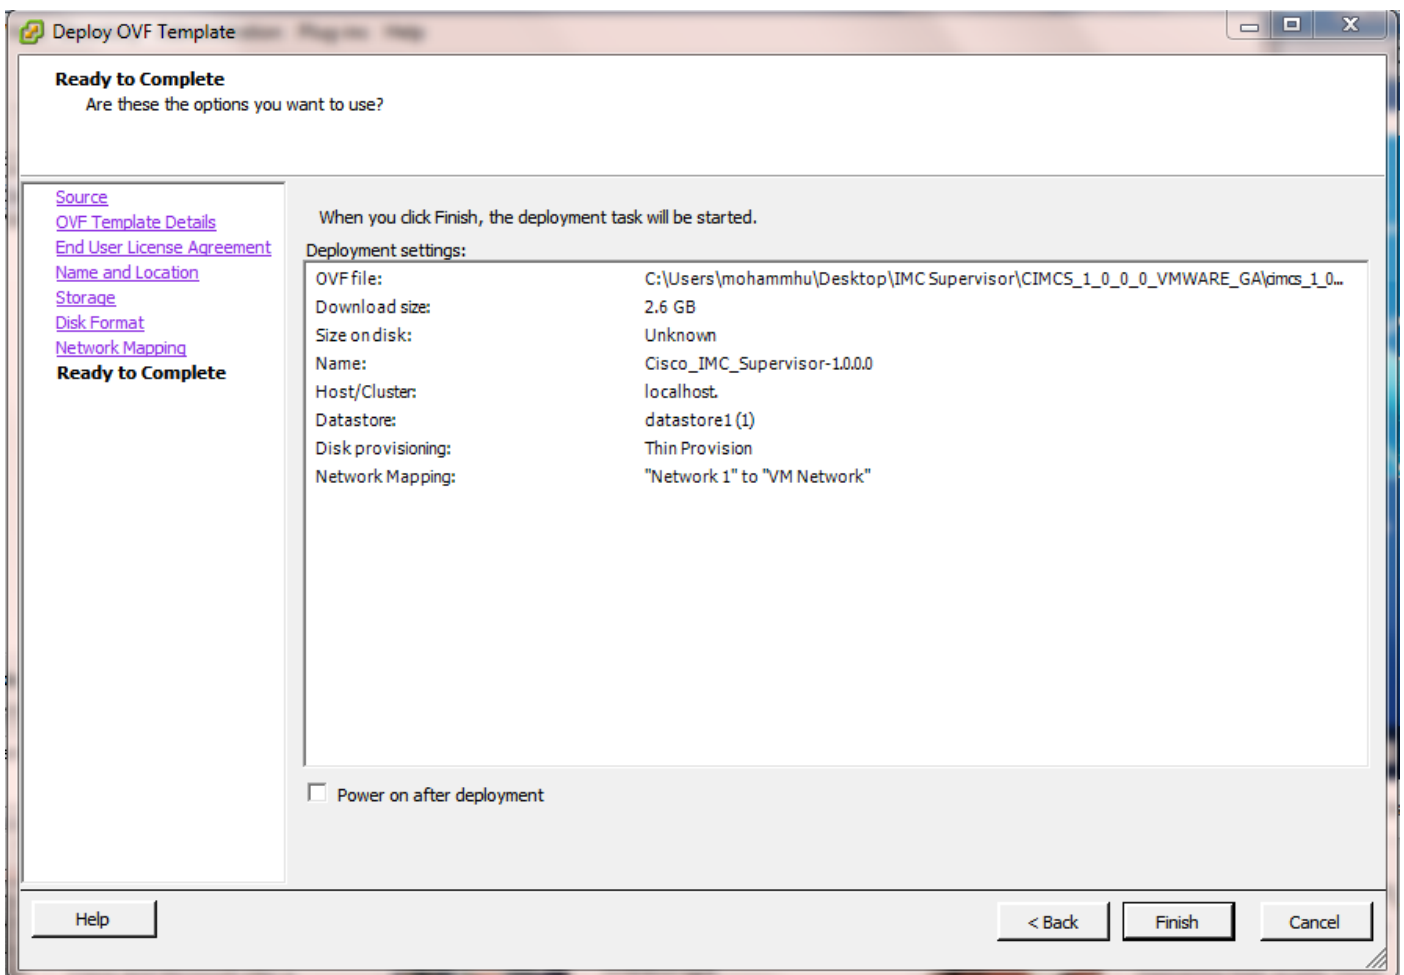 Deploy OVF Template
Ready to Complete
Are these the options you want to use?
Source
OVF Template Details
End User License Agreement
Name and Location
Storage
Disk Format
Network Mapping
Ready to Complete
When you click Finish, the deployment task will be started.
Deployment settings:
OVF file: C:\Users\mohammhu\Desktop\IMC Supervisor\CIMCS_1_0_0_0_VMWARE_GA\cimcs_1_0...
Download size: 2.6 GB
Size on disk: Unknown
Name: Cisco_IMC_Supervisor-1.0.0.0
Host/Cluster: localhost.
Datastore: datastore1 (1)
Disk provisioning: Thin Provision
Network Mapping: "Network 1" to "VM Network"
Power on after deployment
Help
< Back Finish Cancel